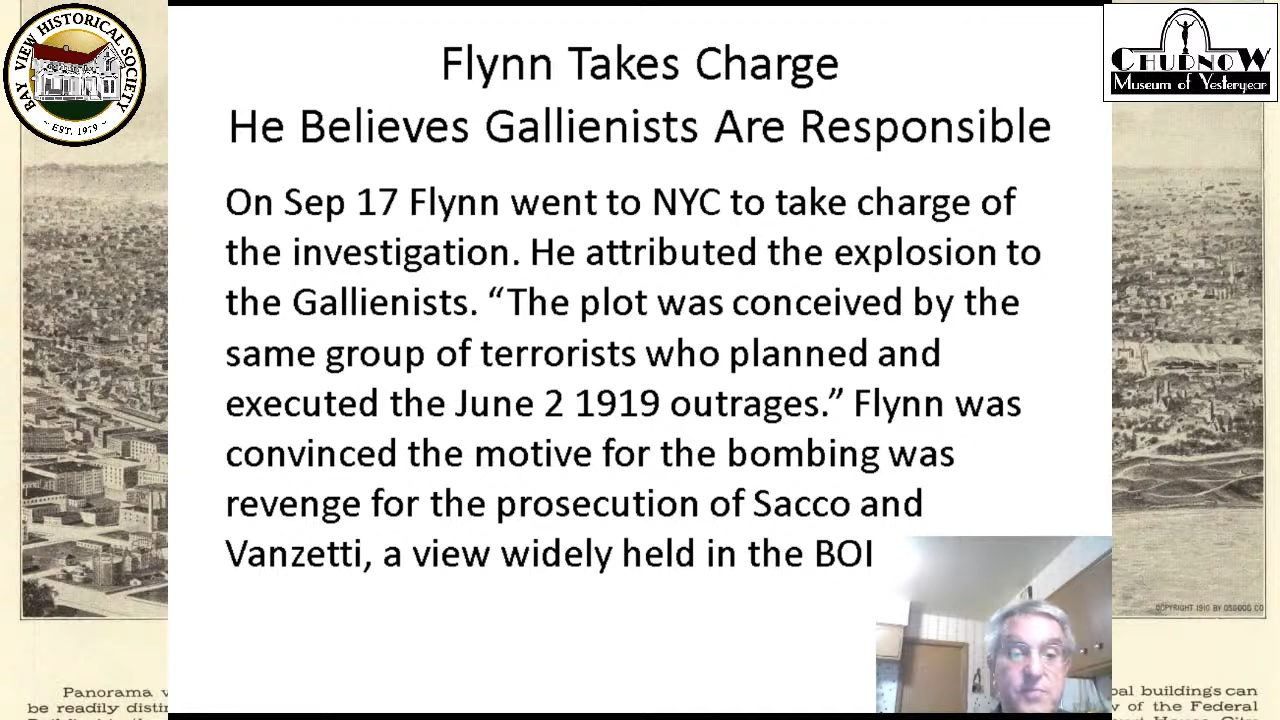 BAY VIEW HISTORICAL SOCIETY
~ EST. 1979 ~
CHUDNOW
Museum of Yesteryear
Flynn Takes Charge
He Believes Gallienists Are Responsible
On Sep 17 Flynn went to NYC to take charge of
the investigation. He attributed the explosion to
the Gallienists. “The plot was conceived by the
same group of terrorists who planned and
executed the June 2 1919 outrages.” Flynn was
convinced the motive for the bombing was
revenge for the prosecution of Sacco and
Vanzetti, a view widely held in the BOI
COPYRIGHT 1910 BY OSGOOD CO
Panorama v
be readily distin
pal buildings can
w of the Federal